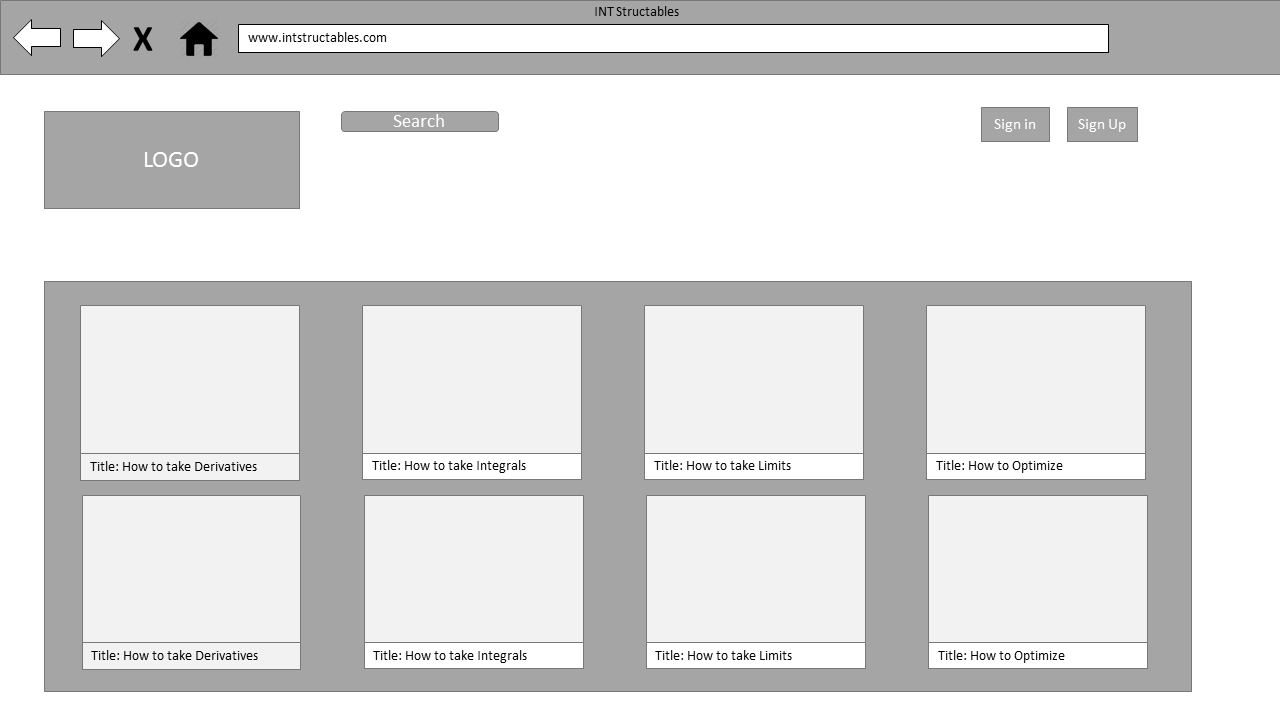 INT Structables
X
www.intstructables.com
Search
Sign in
Sign Up
LOGO
Title: How to take Derivatives
Title: How to take Integrals
Title: How to take Limits
Title: How to Optimize
Title: How to take Derivatives
Title: How to take Integrals
Title: How to take Limits
Title: How to Optimize